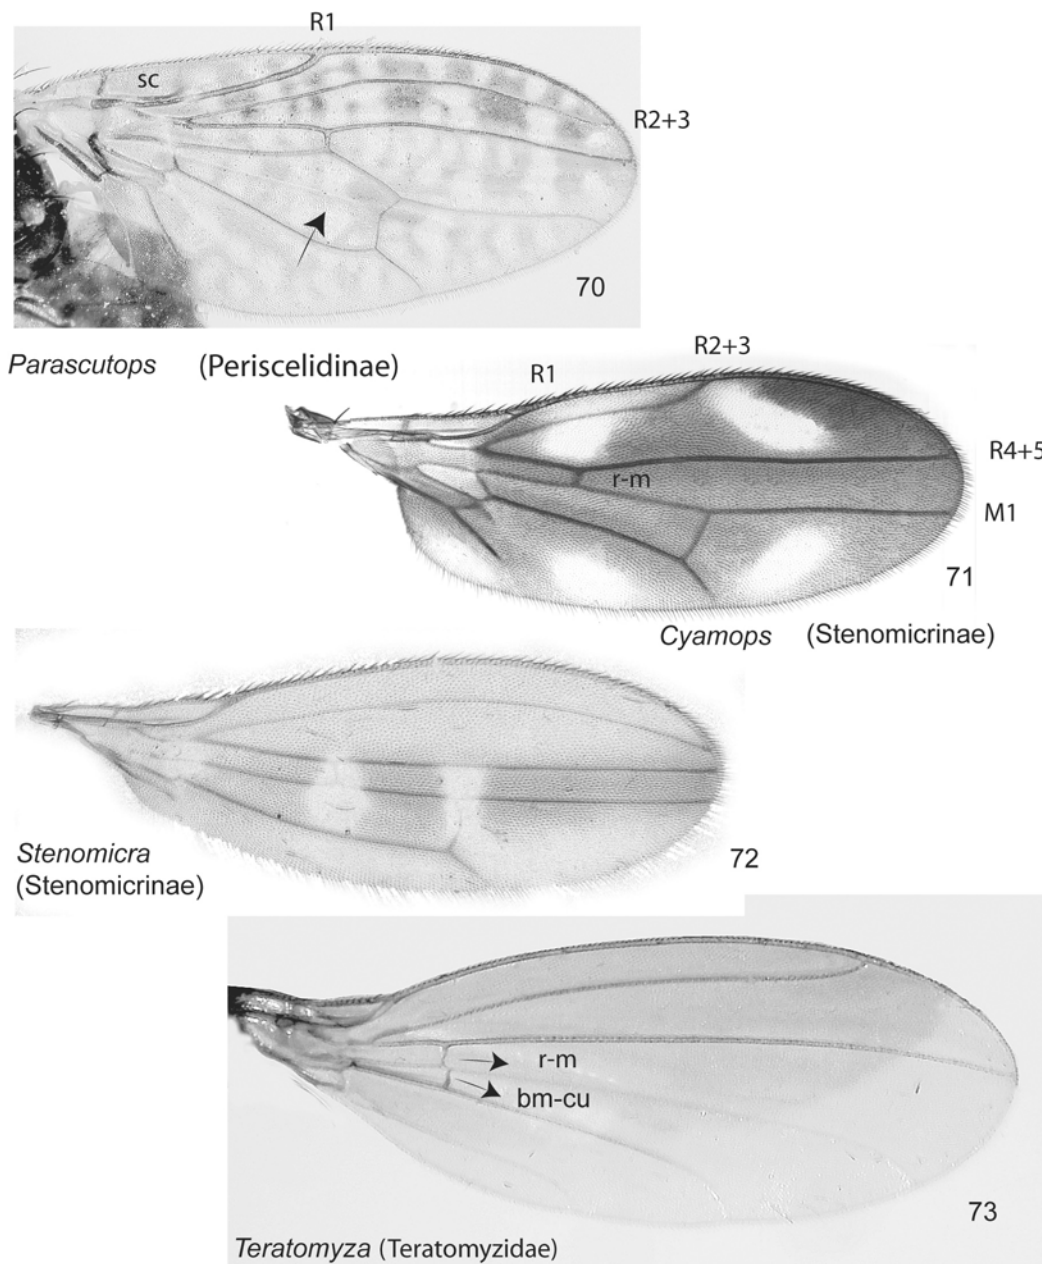 R1
sc
R2+3
70
Parascutops (Periscelidinae)
R2+3
R1
R4+5
r-m
M1
71
Cyamops (Stenomicrinae)
Stenomicra
(Stenomicrinae)
72
r-m
bm-cu
73
Teratomyza (Teratomyzidae)